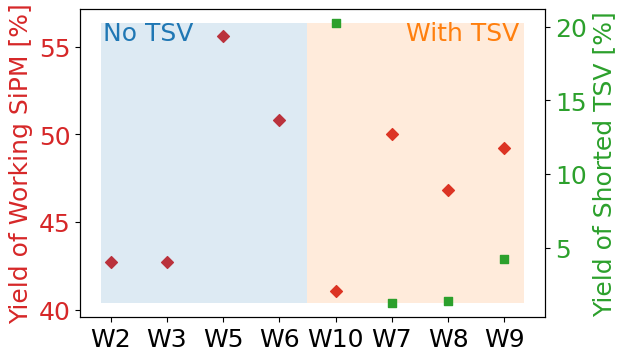 Yield of Working SiPM [%]
55
50
45
40
No TSV
With TSV
20
15
10
5
Yield of Shorted TSV [%]
W2 W3 W5 W6 W10 W7 W8 W9